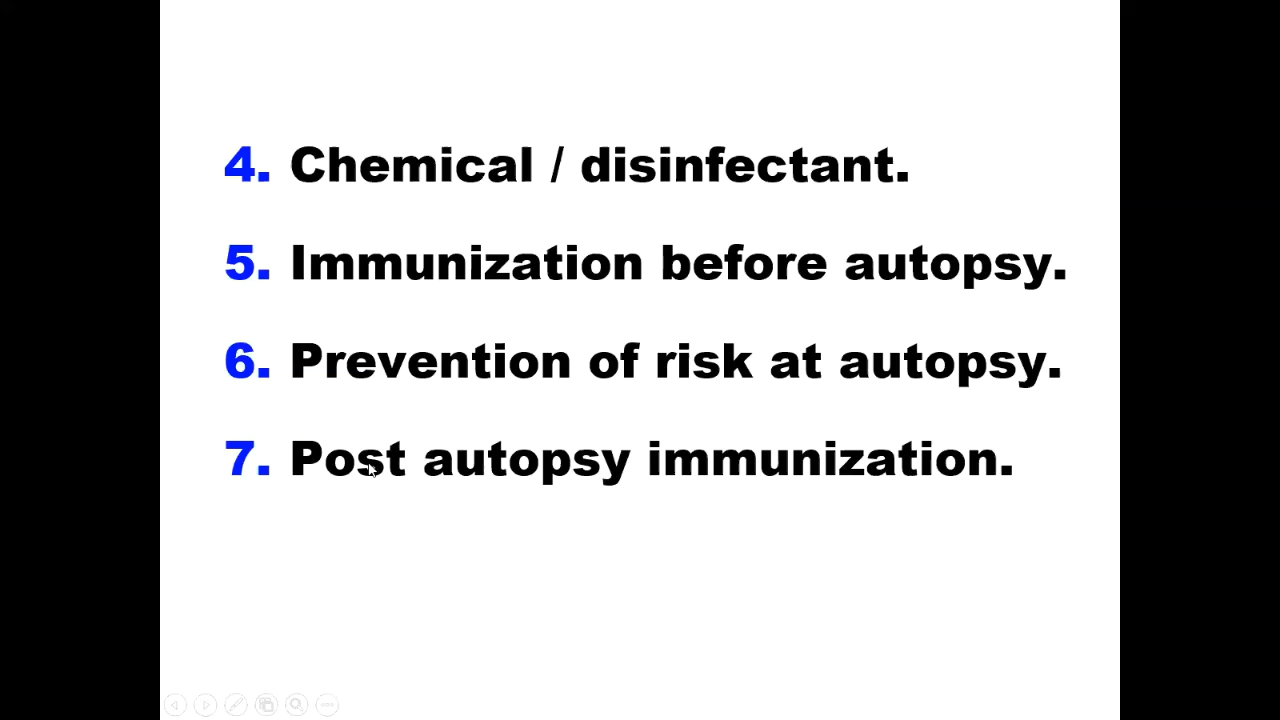 4. Chemical / disinfectant.
5. Immunization before autopsy.
6. Prevention of risk at autopsy.
7. Post autopsy immunization.